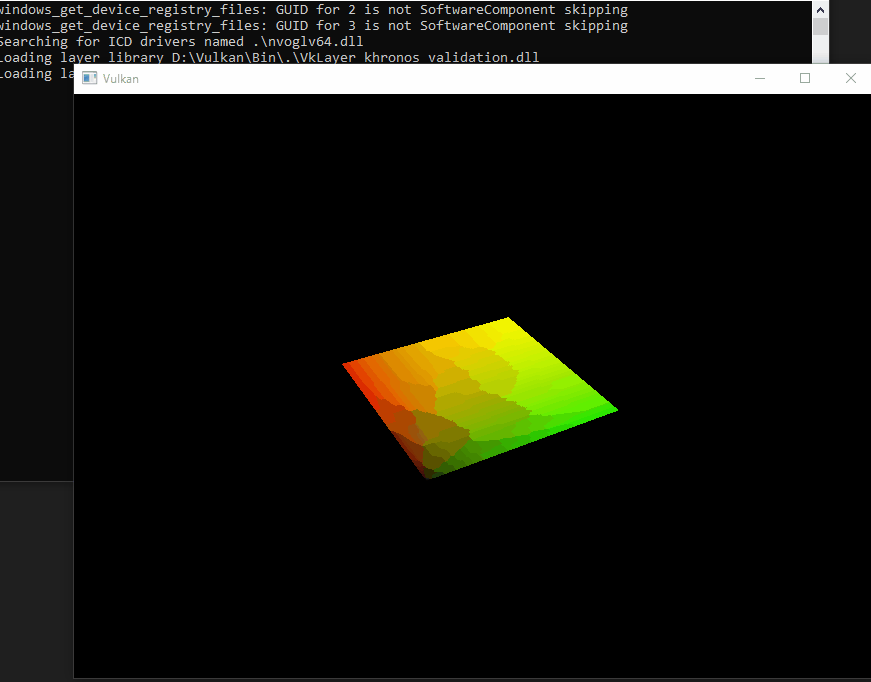 windows_get_device_registry_files: GUID for 2 is not SoftwareComponent skipping
windows_get_device_registry_files: GUID for 3 is not SoftwareComponent skipping
Searching for ICD drivers named .\nvoglv64.dll
Loading layer library D:\Vulkan\Bin\.\VkLayer_khronos_validation.dll
Loading la
Vulkan